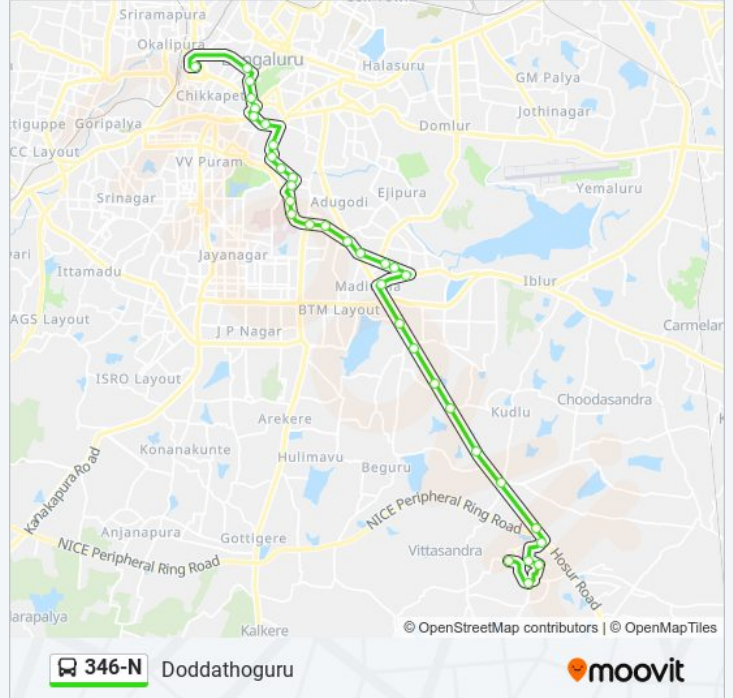 Sriramapura
Okalipura
ngaluru
Halasuru
GM Palya
Chikkapet
Jothinagar
tiguppe
Goripalya
Domlur
CC Layout
VV Puram
Ejipura
Yemaluru
Srinagar
Adugodi
ari
Jayanagar
Ittamadu
Iblur
Madi
BTM Layout
AGS Layout
J P Nagar
Carmelar
ISRO Layout
Choodasandra
Arekere
Kudlu
Konanakunte
Hulimavu
Beguru
Kanakapura Road
NICE Peripheral Ring Road
Anjanapura
Gottigere
Vittasandra
NICE Peripheral Ring Road
Hosur Road
larapalya
Kalkere
© OpenStreetMap contributors | © OpenMapTiles
346-N Doddathoguru
moovit